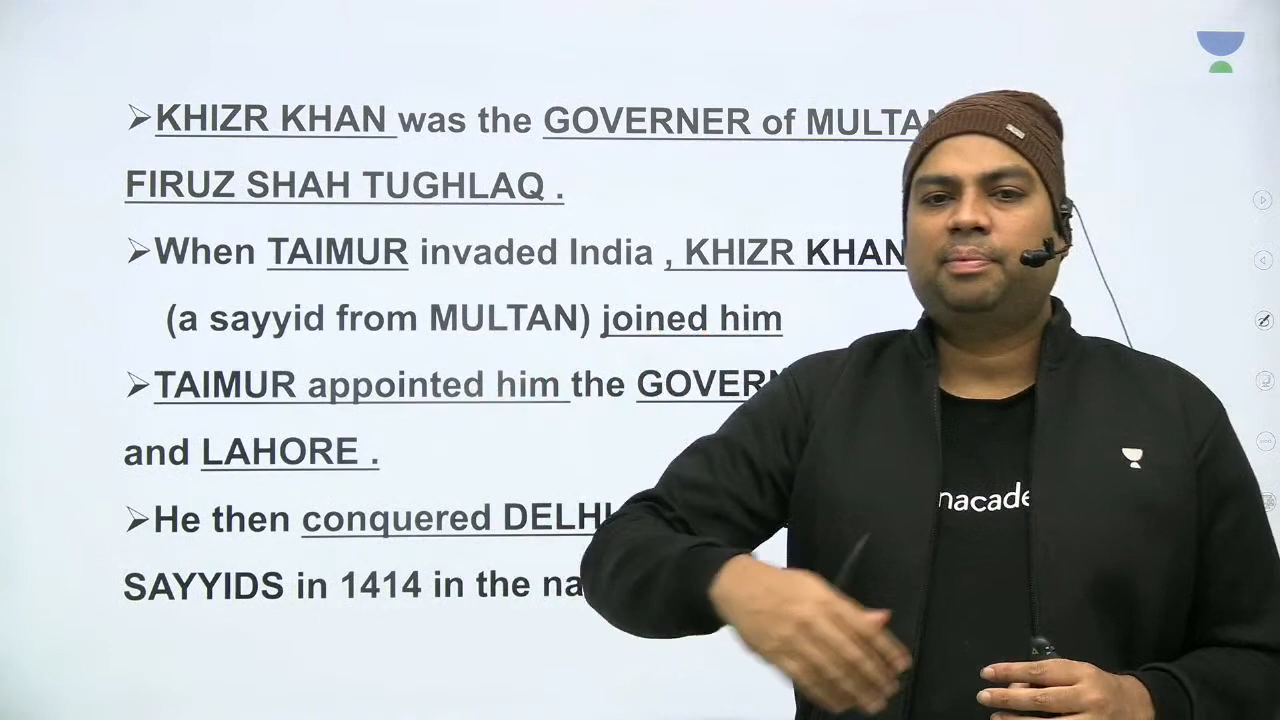 ➢KHIZR KHAN was the GOVERNER of MULTAN
FIRUZ SHAH TUGHLAQ .
➢When TAIMUR invaded India , KHIZR KHAN
(a sayyid from MULTAN) joined him
➢TAIMUR appointed him the GOVERN
and LAHORE .
➢He then conquered DELHI
SAYYIDS in 1414 in the na
nacade